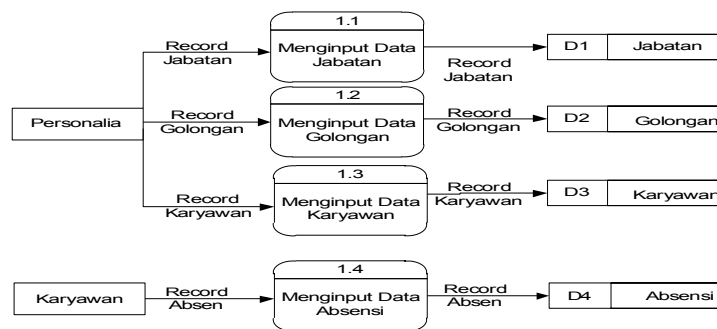 1.1
Record
Jabatan
Menginput Data
Jabatan
Record
Jabatan
D1 Jabatan
Personalia
1.2
Record
Golongan
Menginput Data
Golongan
Record
Golongan
D2 Golongan
1.3
Record
Karyawan
Menginput Data
Karyawan
Record
Karyawan
D3 Karyawan
Karyawan
1.4
Record
Absen
Menginput Data
Absensi
Record
Absen
D4 Absensi